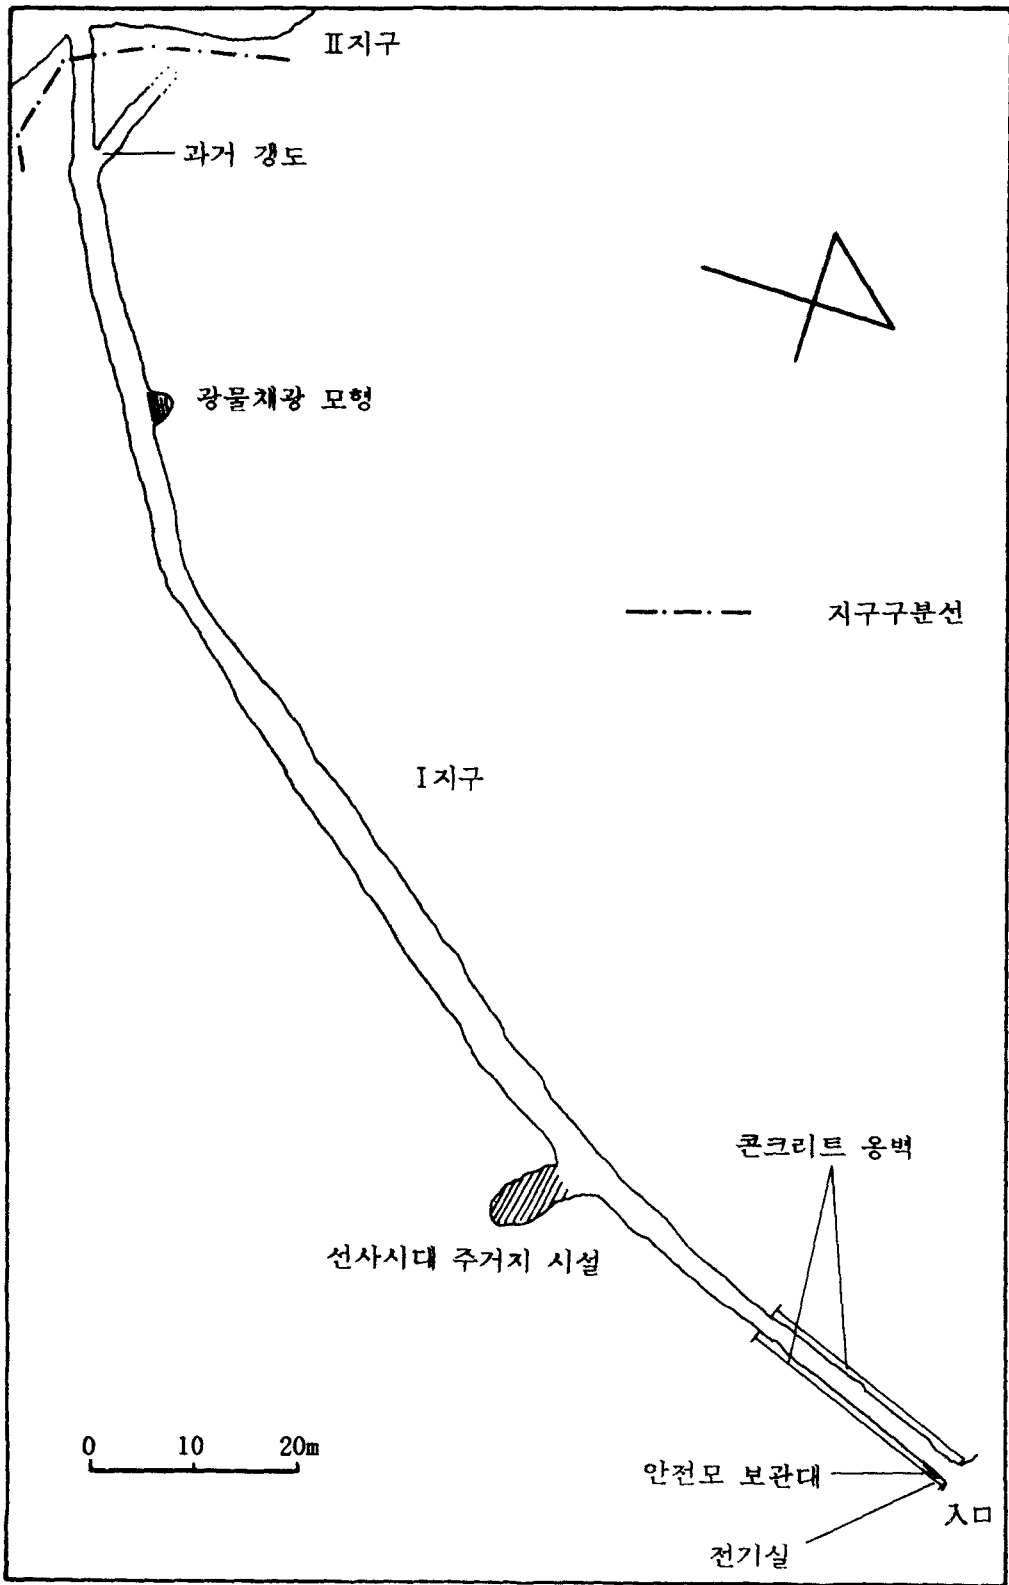 Ⅱ지구
과거 갱도
광물채광 모형
지구구분선
Ⅰ지구
콘크리트 옹벽
선사시대 주거지 시설
0 10 20m
안전모 보관대
入口
전기실